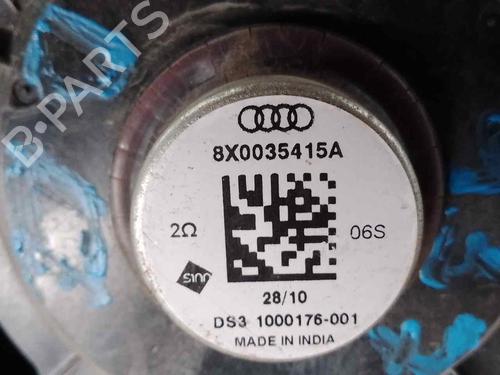 B-PARTS
8X0035415A
2Ω
06S
28/10
DS3 1000176-001
MADE IN INDIA